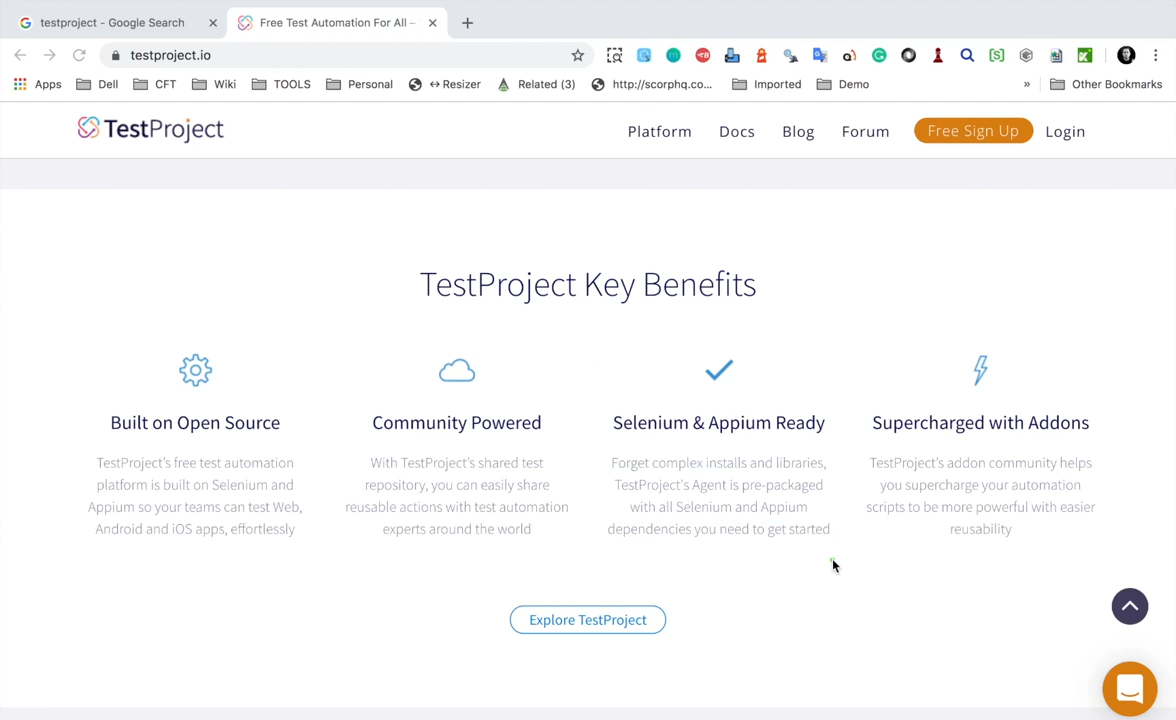 testproject - Google Search
Free Test Automation For All –
testproject.io
Apps Dell CFT Wiki TOOLS Personal ↔Resizer Related (3) http://scorphq.co... Imported Demo » Other Bookmarks
TestProject
Platform Docs Blog Forum Free Sign Up Login
TestProject Key Benefits
Built on Open Source
TestProject's free test automation
platform is built on Selenium and
Appium so your teams can test Web,
Android and iOS apps, effortlessly
Community Powered
With TestProject's shared test
repository, you can easily share
reusable actions with test automation
experts around the world
Selenium & Appium Ready
Forget complex installs and libraries,
TestProject's Agent is pre-packaged
with all Selenium and Appium
dependencies you need to get started
Supercharged with Addons
TestProject's addon community helps
you supercharge your automation
scripts to be more powerful with easier
reusability
Explore TestProject